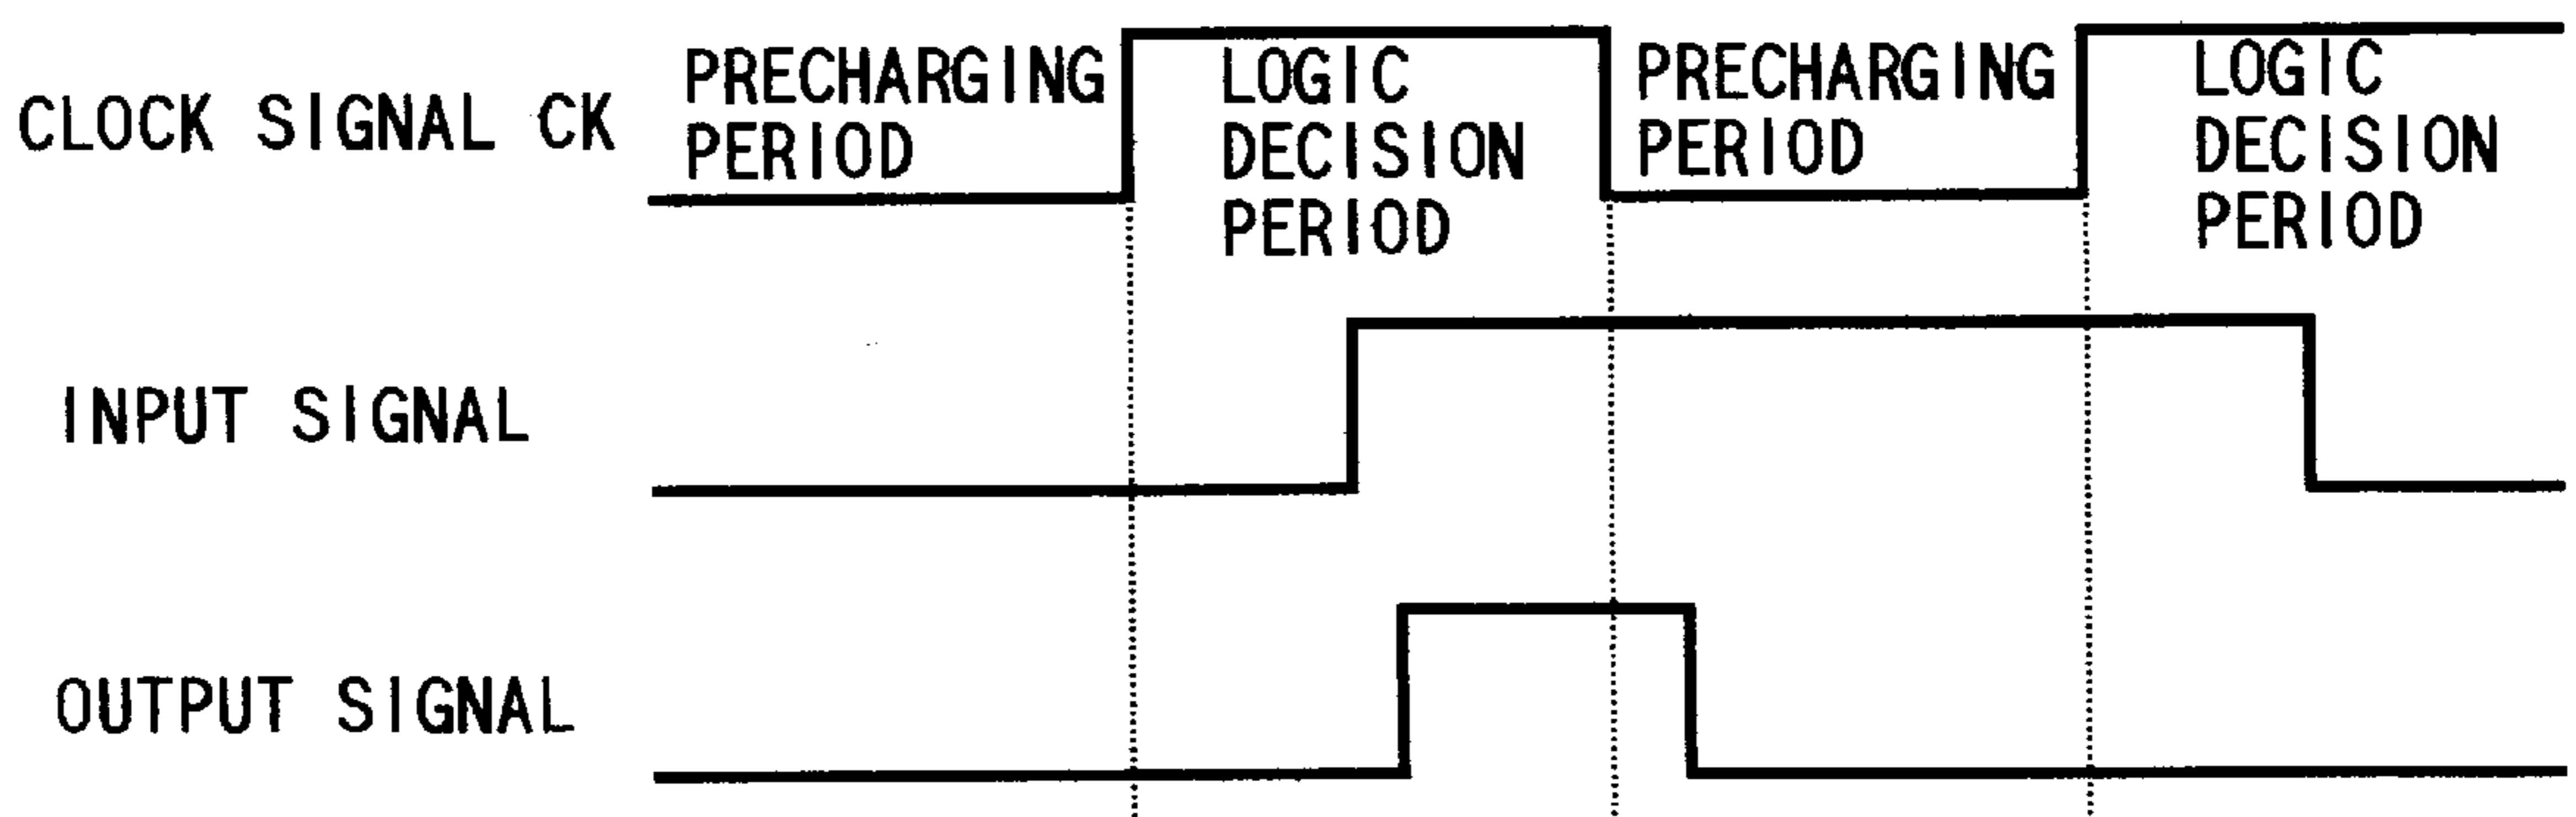 CLOCK SIGNAL CK
PRECHARGING
PERIOD
LOGIC
DECISION
PERIOD
PRECHARGING
PERIOD
LOGIC
DECISION
PERIOD
INPUT SIGNAL
OUTPUT SIGNAL